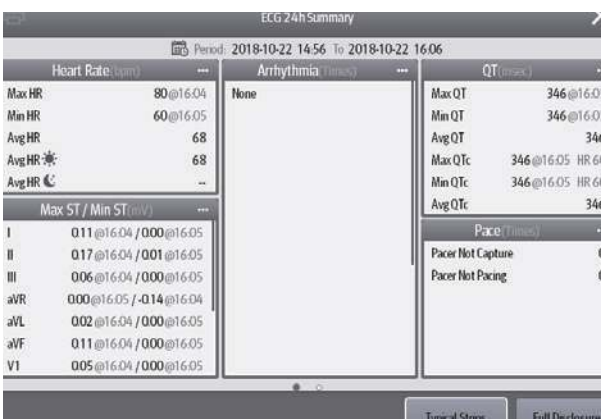 ECG 24h Summary
Period: 2018-10-22 14:56 To 2018-10-22 16:06
Heart Rate(bpm) ...
Max HR 80@16:04
Min HR 60@16:05
Avg HR 68
Avg HR 68
Avg HR --
Max ST / Min ST(mV) ...
I 0.11@16:04 / 0.00@16:05
II 0.17@16:04 / 0.01@16:05
III 0.06@16:04 / 0.00@16:05
aVR 0.00@16:05 / -0.14@16:04
aVL 0.02@16:04 / 0.00@16:05
aVF 0.11@16:04 / 0.00@16:05
V1 0.05@16:04 / 0.00@16:05
Arrhythmia(Times) ...
None
QT(msec)
Max QT 346@16:0
Min QT 346@16:0
Avg QT 34
Max QTc 346@16:05 HR 6
Min QTc 346@16:05 HR 6
Avg QTc 34
Pace(Times)
Pacer Not Capture
Pacer Not Pacing
Typical Strips
Full Disclosure